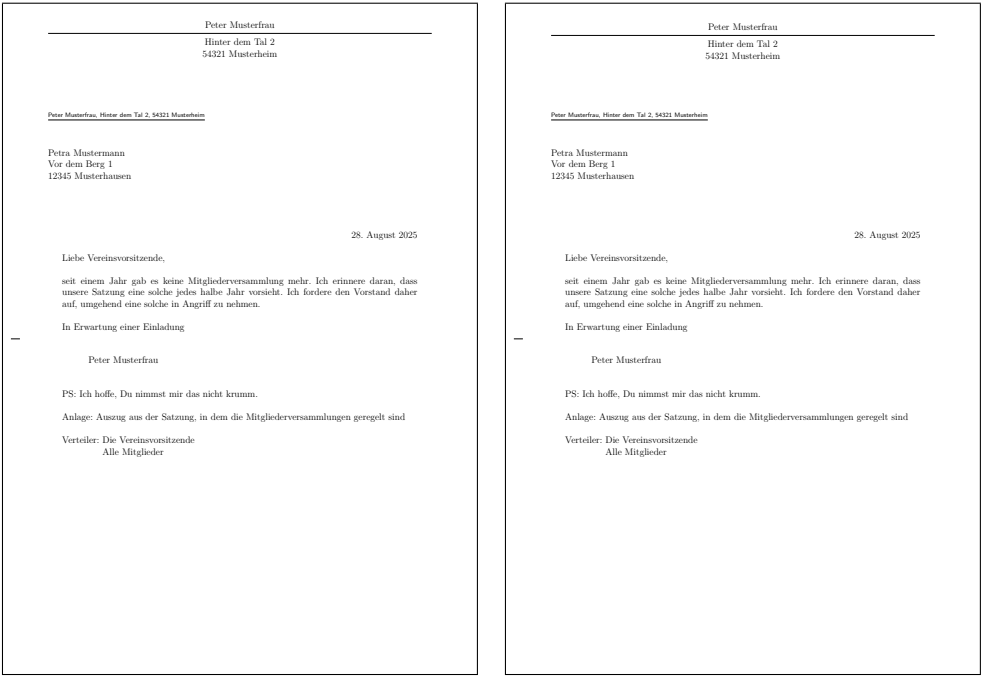 Peter Musterfrau
Hinter dem Tal 2
54321 Musterheim
Peter Musterfrau, Hinter dem Tal 2, 54321 Musterheim
Petra Mustermann
Vor dem Berg 1
12345 Musterhausen
28. August 2025
Liebe Vereinsvorsitzende,
seit einem Jahr gab es keine Mitgliederversammlung mehr. Ich erinnere daran, dass
unsere Satzung eine solche jedes halbe Jahr vorsieht. Ich fordere den Vorstand daher
auf, umgehend eine solche in Angriff zu nehmen.
In Erwartung einer Einladung
Peter Musterfrau
PS: Ich hoffe, Du nimmst mir das nicht krumm.
Anlage: Auszug aus der Satzung, in dem die Mitgliederversammlungen geregelt sind
Verteiler: Die Vereinsvorsitzende
Alle Mitglieder
Peter Musterfrau
Hinter dem Tal 2
54321 Musterheim
Peter Musterfrau, Hinter dem Tal 2, 54321 Musterheim
Petra Mustermann
Vor dem Berg 1
12345 Musterhausen
28. August 2025
Liebe Vereinsvorsitzende,
seit einem Jahr gab es keine Mitgliederversammlung mehr. Ich erinnere daran, dass
unsere Satzung eine solche jedes halbe Jahr vorsieht. Ich fordere den Vorstand daher
auf, umgehend eine solche in Angriff zu nehmen.
In Erwartung einer Einladung
Peter Musterfrau
PS: Ich hoffe, Du nimmst mir das nicht krumm.
Anlage: Auszug aus der Satzung, in dem die Mitgliederversammlungen geregelt sind
Verteiler: Die Vereinsvorsitzende
Alle Mitglieder